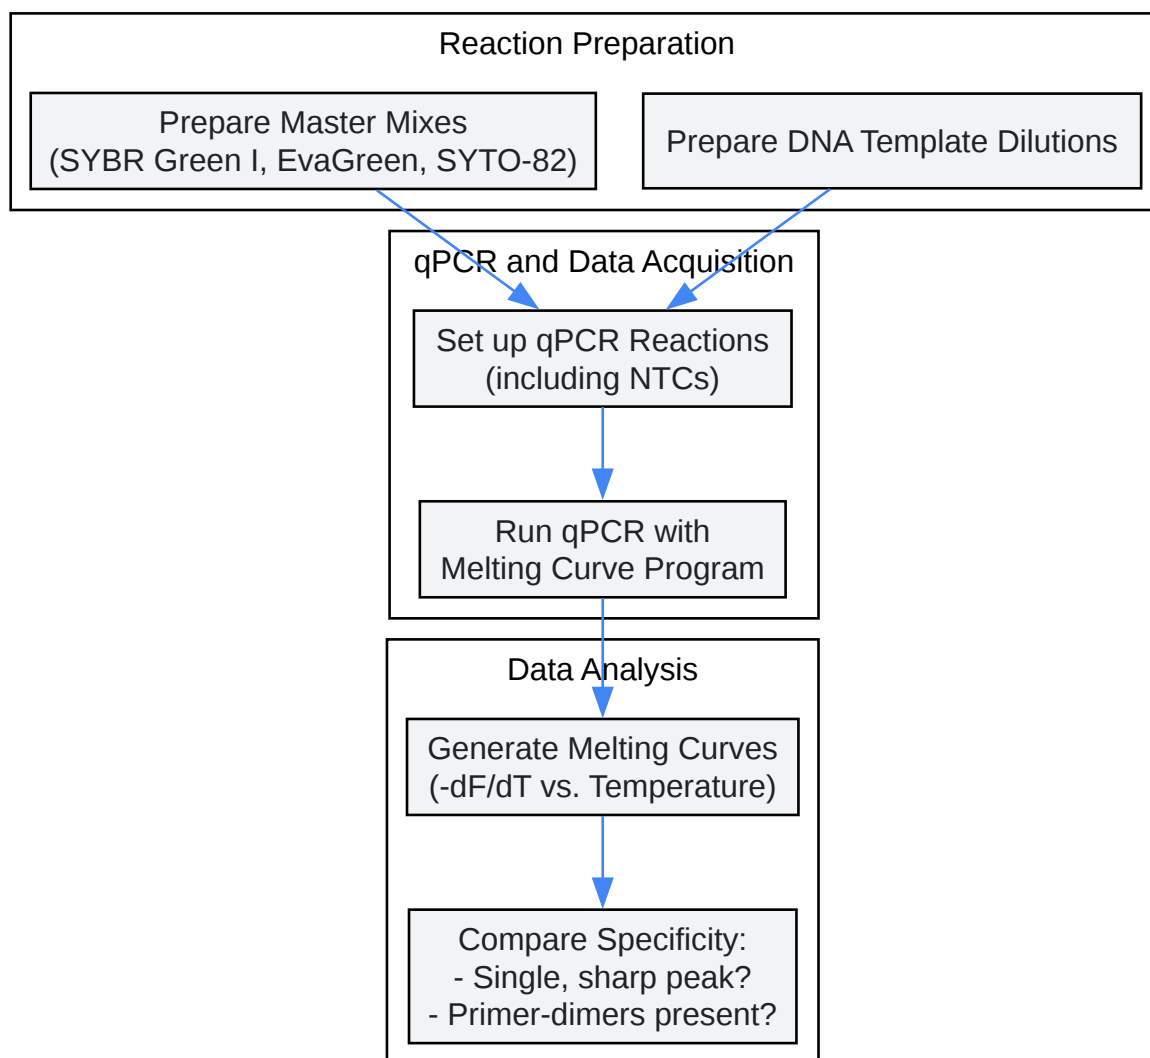 Reaction Preparation
Prepare Master Mixes
(SYBR Green I, EvaGreen, SYTO-82)
Prepare DNA Template Dilutions
qPCR and Data Acquisition
Set up qPCR Reactions
(including NTCs)
Run qPCR with
Melting Curve Program
Data Analysis
Generate Melting Curves
(-dF/dT vs. Temperature)
Compare Specificity:
- Single, sharp peak?
- Primer-dimers present?